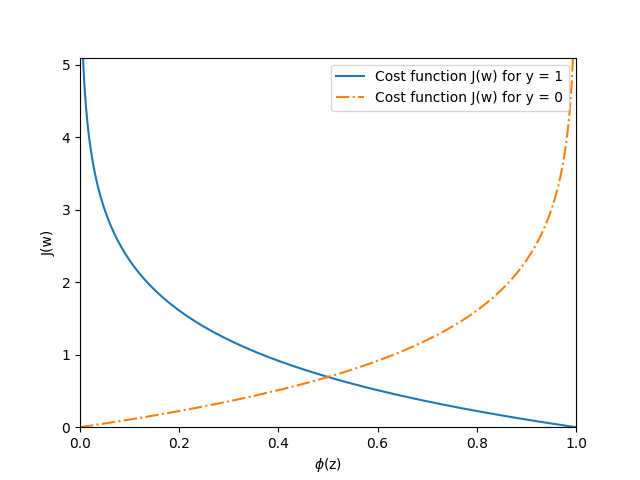 Cost function J(w) for y = 1
Cost function J(w) for y = 0
5
4
3
2
1
0
J(w)
0.0 0.2 0.4 0.6 0.8 1.0
ϕ(z)